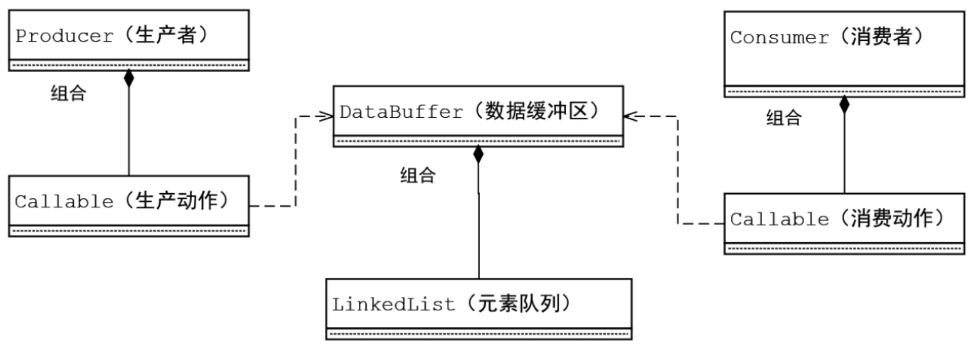 Producer（生产者）
Consumer（消费者）
组合
DataBuffer（数据缓冲区）
组合
组合
Callable（生产动作）
Callable（消费动作）
LinkedList（元素队列）